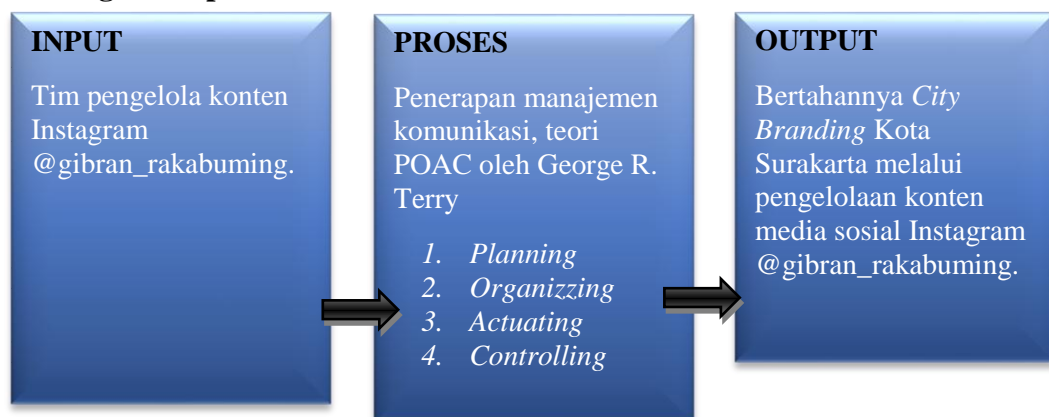 INPUT
Tim pengelola konten
Instagram
@gibran_rakabuming.
PROSES
Penerapan manajemen
komunikasi, teori
POAC oleh George R.
Terry
1. Planning
2. Organizzing
3. Actuating
4. Controlling
OUTPUT
Bertahannya City
Branding Kota
Surakarta melalui
pengelolaan konten
media sosial Instagram
@gibran_rakabuming.